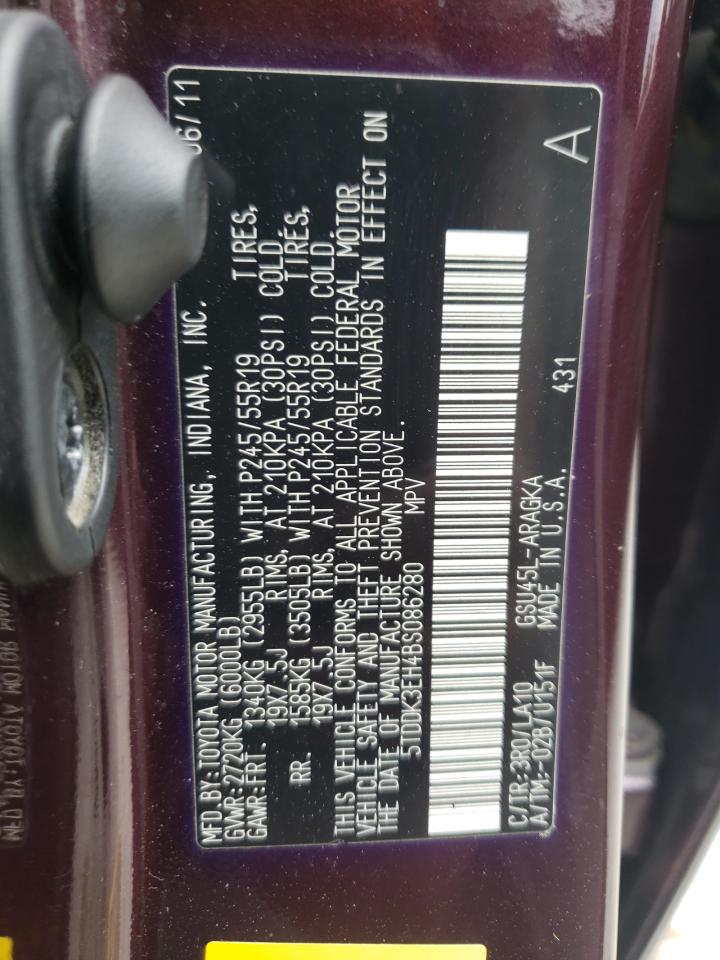 MFD.BY:TOYOTA MOTOR MANUFACTURING, INDIANA, INC. 06/11
GVWR:2720KG (6000LB)
GAWR:FRT. 1340KG (2955LB) WITH P245/55R19 TIRES,
19X7.5J RIMS, AT 210KPA (30PSI) COLD
RR. 1585KG (3505LB) WITH P245/55R19 TIRES,
19X7.5J RIMS, AT 210KPA (30PSI) COLD.
THIS VEHICLE CONFORMS TO ALL APPLICABLE FEDERAL MOTOR
VEHICLE SAFETY AND THEFT PREVENTION STANDARDS IN EFFECT ON
THE DATE OF MANUFACTURE SHOWN ABOVE.
5TDDK3EH4BS086280 MPV
C/TR:3R0/LA10 GSU45L-ARAGKA 431 A
A/TM:-02B/U151F MADE IN U.S.A.